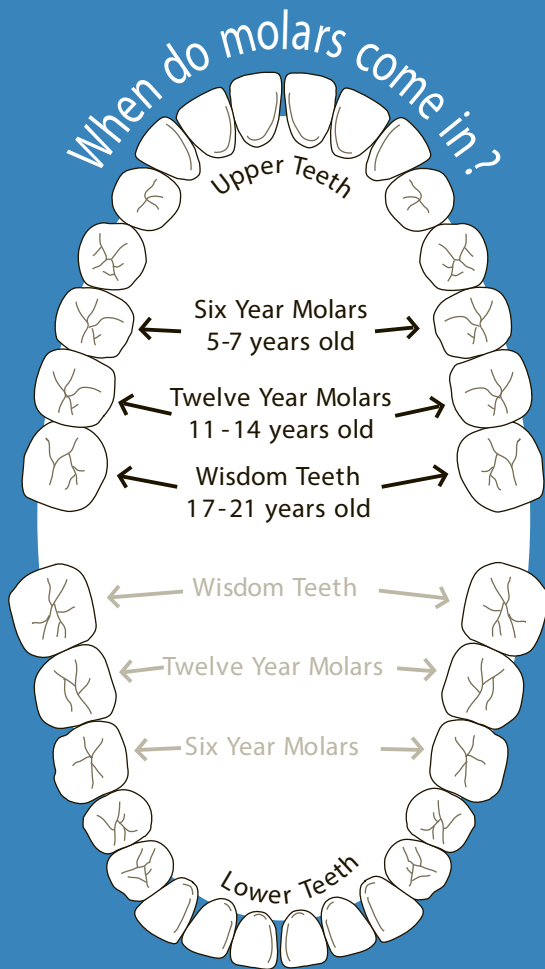 When do molars come in?
Upper Teeth
Six Year Molars
5-7 years old
Twelve Year Molars
11-14 years old
Wisdom Teeth
17-21 years old
Wisdom Teeth
Twelve Year Molars
Six Year Molars
Lower Teeth